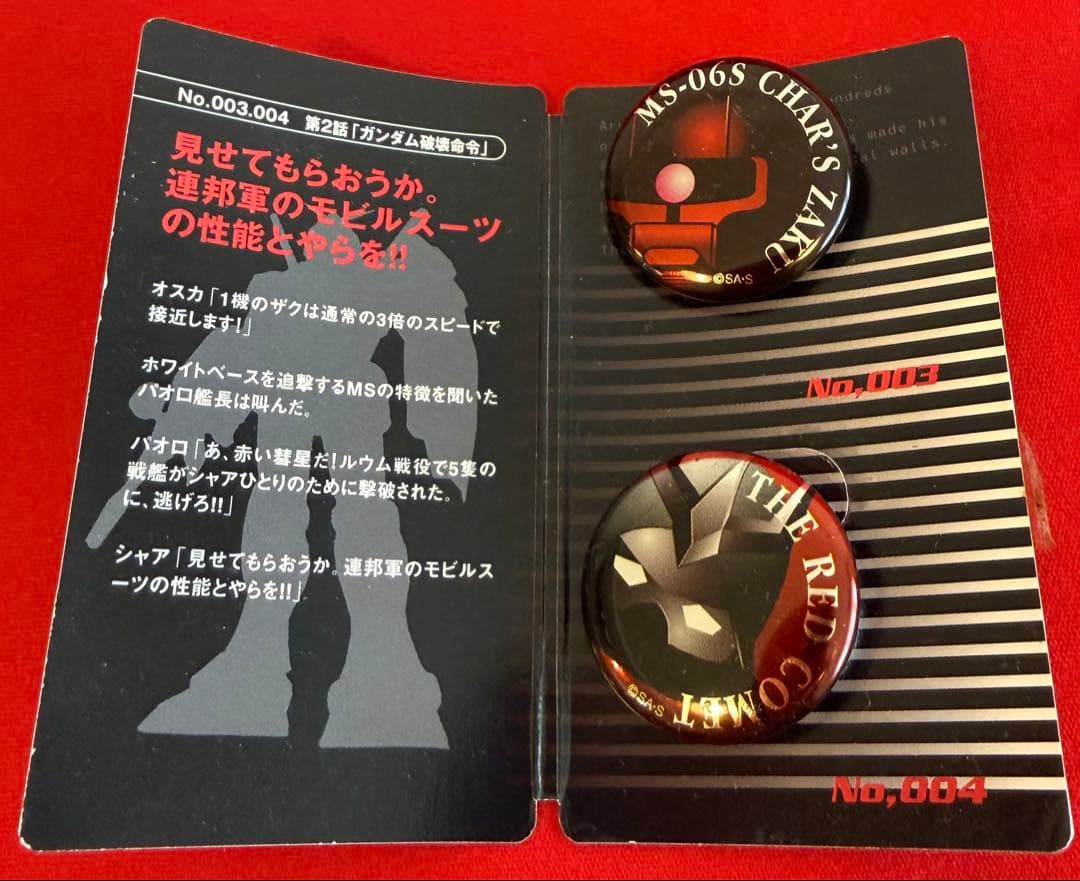 No.003.004 第2話「ガンダム破壊命令」
見せてもらおうか。
連邦軍のモビルスーツ
の性能とやらを!!
オスカ「1機のザクは通常の3倍のスピードで
接近します!」
ホワイトベースを追撃するMSの特徴を聞いた
パオロ艦長は叫んだ。
パオロ「あ、赤い彗星だ!ルウム戦役で5隻の
戦艦がシャアひとりのために撃破された。
に、逃げろ!!」
シャア「見せてもらおうか。連邦軍のモビルス
ーツの性能とやらを!!」
MS-06S CHAR'S ZAKU
©SA·S
made his
walls.
No,003
THE RED COMET
©SA·S
No,004